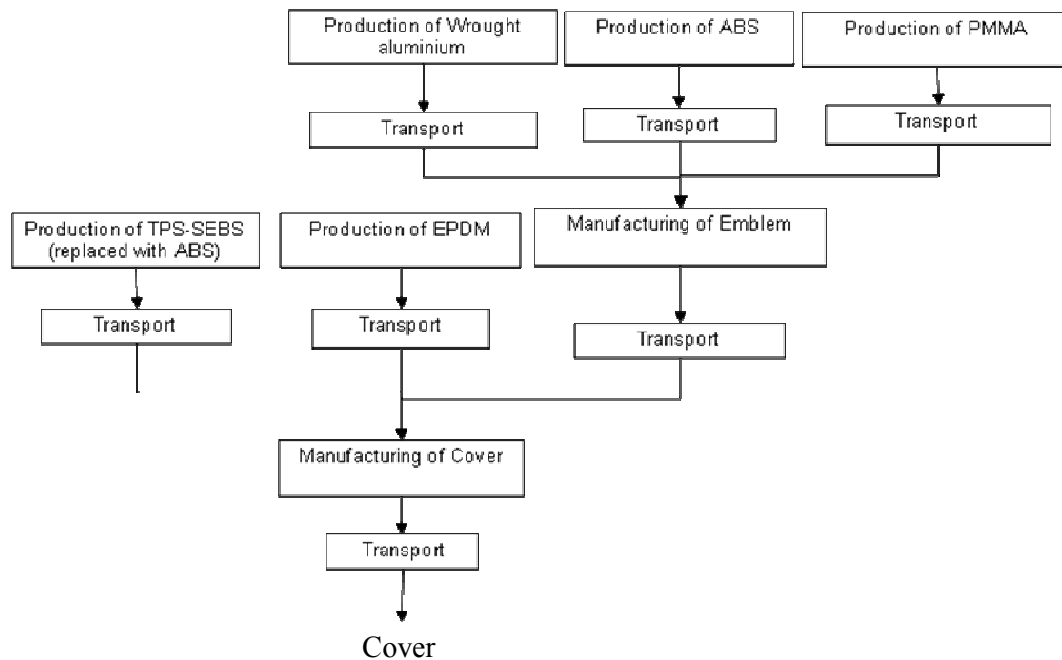 Production of Wrought
aluminium
Production of ABS
Production of PMMA
Transport
Transport
Transport
Production of TPS-SEBS
(replaced with ABS)
Production of EPDM
Manufacturing of Emblem
Transport
Transport
Transport
Manufacturing of Cover
Transport
Cover